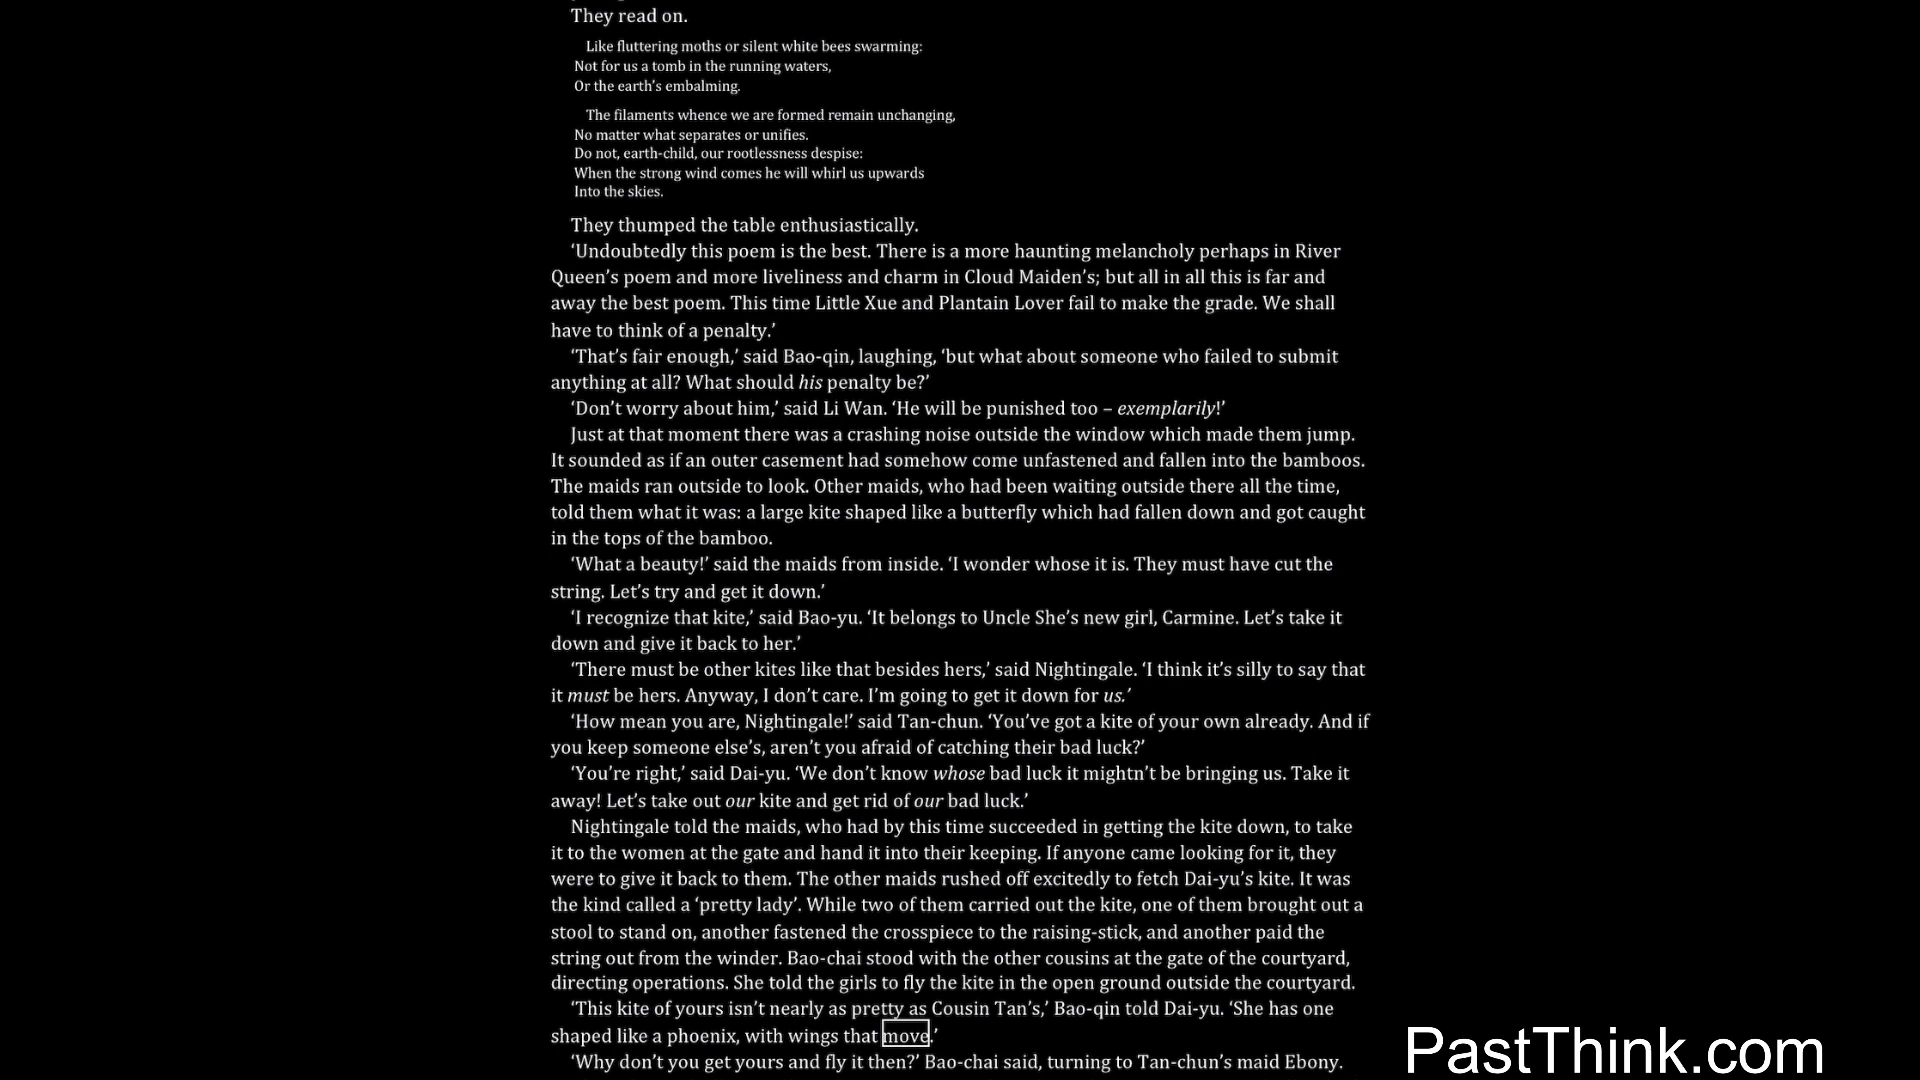 They read on.
Like fluttering moths or silent white bees swarming:
Not for us a tomb in the running waters,
Or the earth’s embalming.
The filaments whence we are formed remain unchanging,
No matter what separates or unifies.
Do not, earth-child, our rootlessness despise:
When the strong wind comes he will whirl us upwards
Into the skies.
They thumped the table enthusiastically.
‘Undoubtedly this poem is the best. There is a more haunting melancholy perhaps in River
Queen’s poem and more liveliness and charm in Cloud Maiden’s; but all in all this is far and
away the best poem. This time Little Xue and Plantain Lover fail to make the grade. We shall
have to think of a penalty.’
‘That’s fair enough,’ said Bao-qin, laughing, ‘but what about someone who failed to submit
anything at all? What should his penalty be?’
‘Don’t worry about him,’ said Li Wan. ‘He will be punished too – exemplarily!’
Just at that moment there was a crashing noise outside the window which made them jump.
It sounded as if an outer casement had somehow come unfastened and fallen into the bamboos.
The maids ran outside to look. Other maids, who had been waiting outside there all the time,
told them what it was: a large kite shaped like a butterfly which had fallen down and got caught
in the tops of the bamboo.
‘What a beauty!’ said the maids from inside. ‘I wonder whose it is. They must have cut the
string. Let’s try and get it down.’
‘I recognize that kite,’ said Bao-yu. ‘It belongs to Uncle She’s new girl, Carmine. Let’s take it
down and give it back to her.’
‘There must be other kites like that besides hers,’ said Nightingale. ‘I think it’s silly to say that
it must be hers. Anyway, I don’t care. I’m going to get it down for us.’
‘How mean you are, Nightingale!’ said Tan-chun. ‘You’ve got a kite of your own already. And if
you keep someone else’s, aren’t you afraid of catching their bad luck?’
‘You’re right,’ said Dai-yu. ‘We don’t know whose bad luck it mightn’t be bringing us. Take it
away! Let’s take out our kite and get rid of our bad luck.’
Nightingale told the maids, who had by this time succeeded in getting the kite down, to take
it to the women at the gate and hand it into their keeping. If anyone came looking for it, they
were to give it back to them. The other maids rushed off excitedly to fetch Dai-yu’s kite. It was
the kind called a ‘pretty lady’. While two of them carried out the kite, one of them brought out a
stool to stand on, another fastened the crosspiece to the raising-stick, and another paid the
string out from the winder. Bao-chai stood with the other cousins at the gate of the courtyard,
directing operations. She told the girls to fly the kite in the open ground outside the courtyard.
‘This kite of yours isn’t nearly as pretty as Cousin Tan’s,’ Bao-qin told Dai-yu. ‘She has one
shaped like a phoenix, with wings that move.’
‘Why don’t you get yours and fly it then?’ Bao-chai said, turning to Tan-chun’s maid Ebony.
PastThink.com